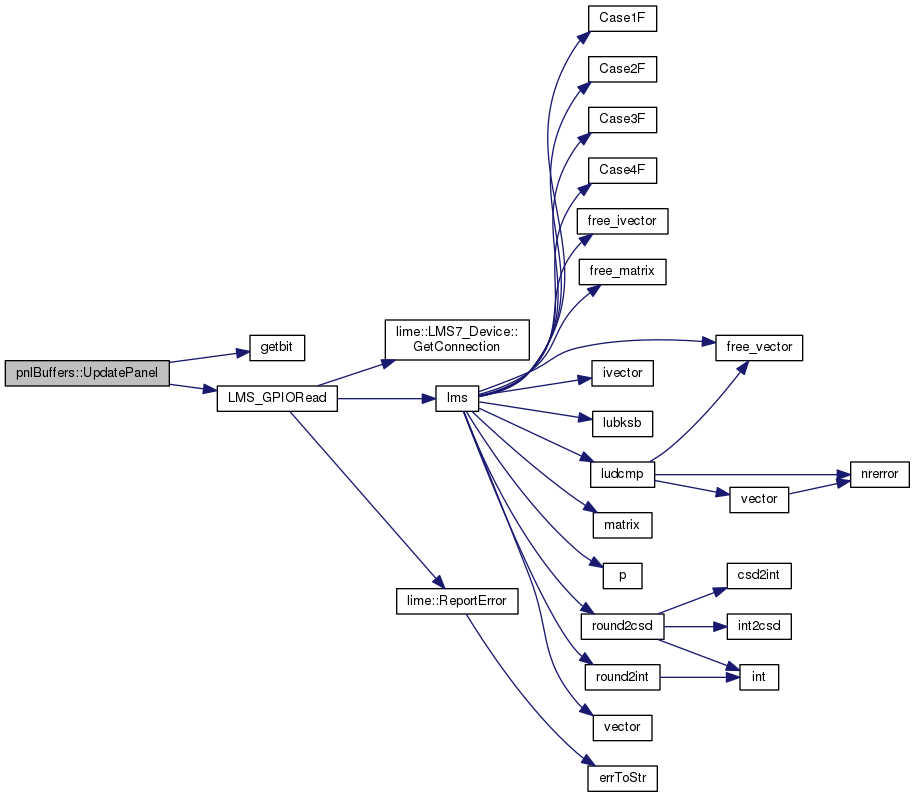 Case1F
Case2F
Case3F
Case4F
free_ivector
free_matrix
lime::LMS7_Device::
GetConnection
getbit
free_vector
pnlBuffers::UpdatePanel
ivector
LMS_GPIORead
lms
lubksb
ludcmp
nrerror
vector
matrix
p
csd2int
lime::ReportError
round2csd
int2csd
round2int
int
vector
errToStr